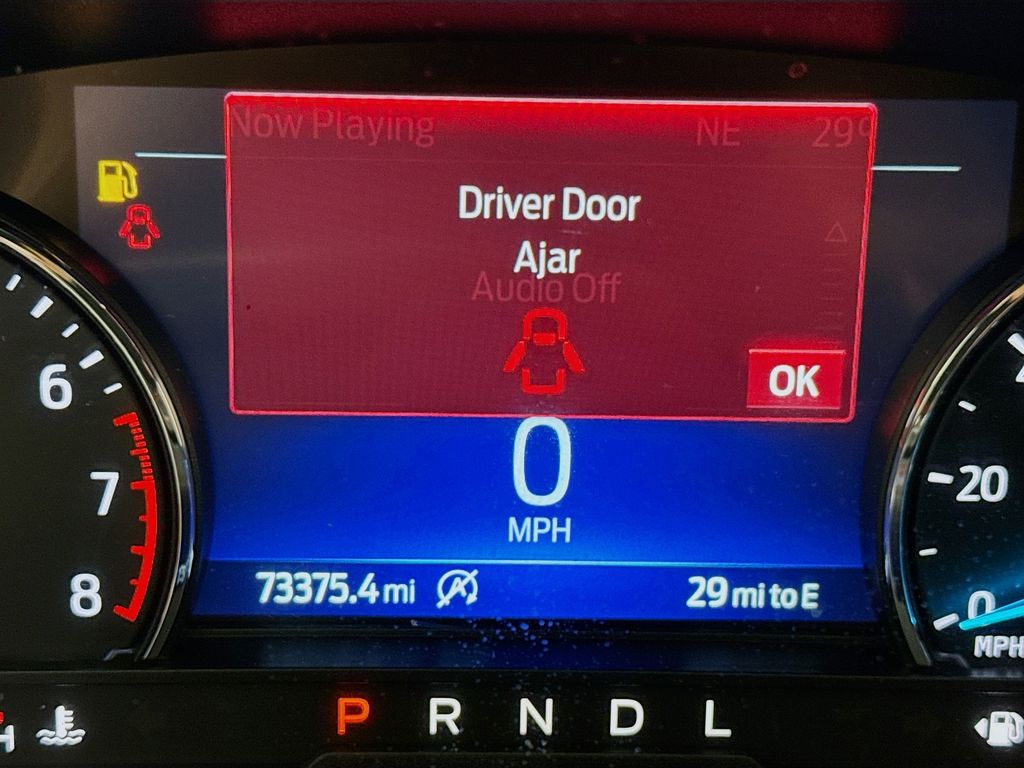 Now Playing NE 29°
Driver Door
Ajar
Audio Off
OK
6
7
8
0
MPH
20
0
MPH
73375.4 mi A 29 mi to E
H
P R N D L